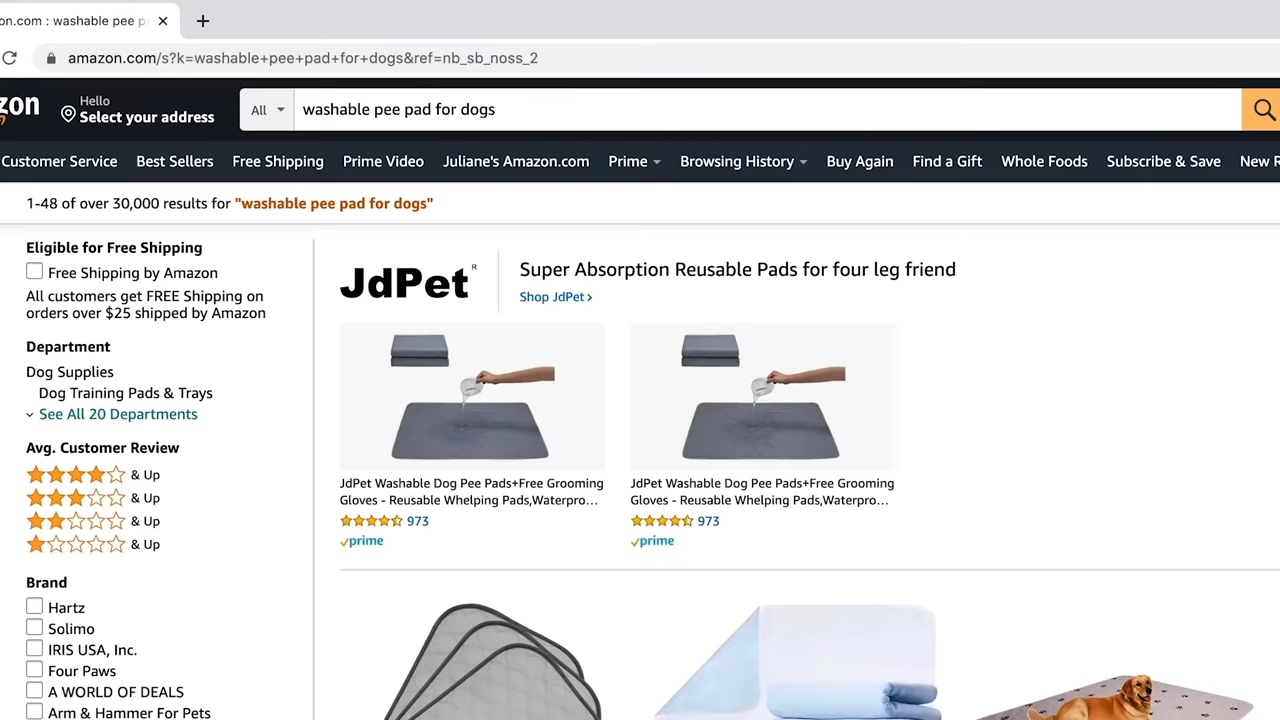 on.com : washable pee p
amazon.com/s?k=washable+pee+pad+for+dogs&ref=nb_sb_noss_2
zon
Hello
Select your address
All
washable pee pad for dogs
Customer Service Best Sellers Free Shipping Prime Video Juliane's Amazon.com Prime Browsing History Buy Again Find a Gift Whole Foods Subscribe & Save New R
1-48 of over 30,000 results for "washable pee pad for dogs"
Eligible for Free Shipping
Free Shipping by Amazon
All customers get FREE Shipping on
orders over $25 shipped by Amazon
Department
Dog Supplies
Dog Training Pads & Trays
See All 20 Departments
Avg. Customer Review
& Up
& Up
& Up
& Up
Brand
Hartz
Solimo
IRIS USA, Inc.
Four Paws
A WORLD OF DEALS
Arm & Hammer For Pets
JdPet R
Super Absorption Reusable Pads for four leg friend
Shop JdPet ›
JdPet Washable Dog Pee Pads+Free Grooming
Gloves - Reusable Whelping Pads,Waterpro…
973
prime
JdPet Washable Dog Pee Pads+Free Grooming
Gloves - Reusable Whelping Pads,Waterpro…
973
prime